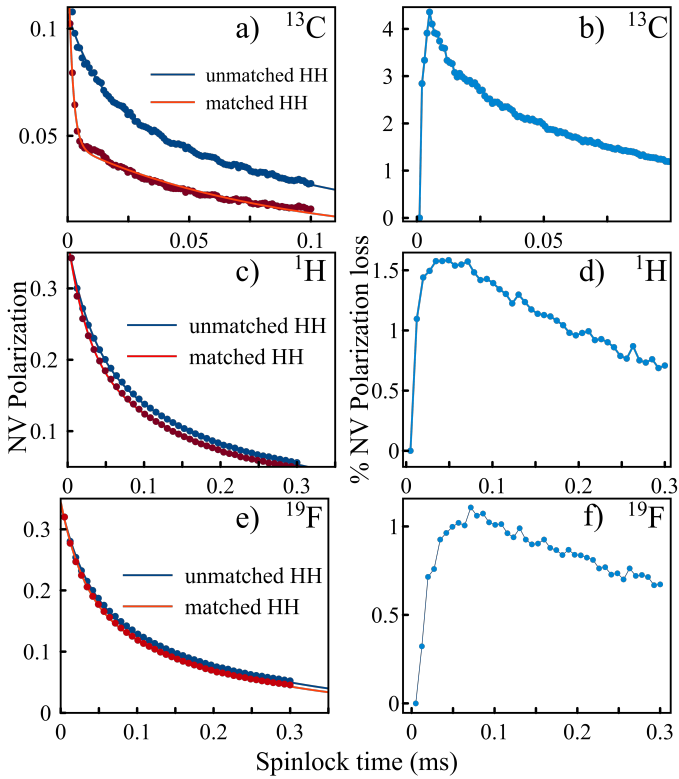 a) ¹³C
0.1
0.05
unmatched HH
matched HH
0 0.05 0.1
b) ¹³C
4
3
2
1
0
0 0.05
c) ¹H
0.3
0.2
0.1
unmatched HH
matched HH
0 0.1 0.2 0.3
d) ¹H
1.5
1
0.5
0
0 0.1 0.2 0.3
e) ¹⁹F
0.3
0.2
0.1
0
unmatched HH
matched HH
0 0.1 0.2 0.3
f) ¹⁹F
1
0.5
0
0 0.1 0.2 0.3
NV Polarization
% NV Polarization loss
Spinlock time (ms)